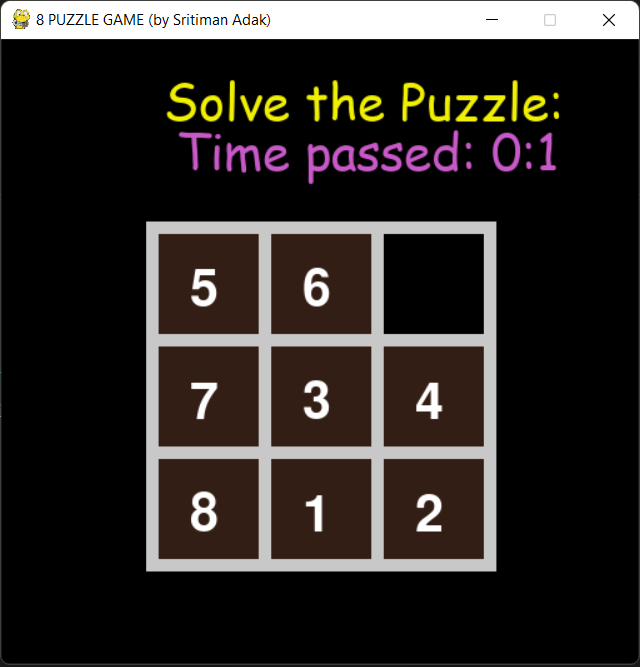 8 PUZZLE GAME (by Sritiman Adak)
Solve the Puzzle:
Time passed: 0:1
5 6
7 3 4
8 1 2